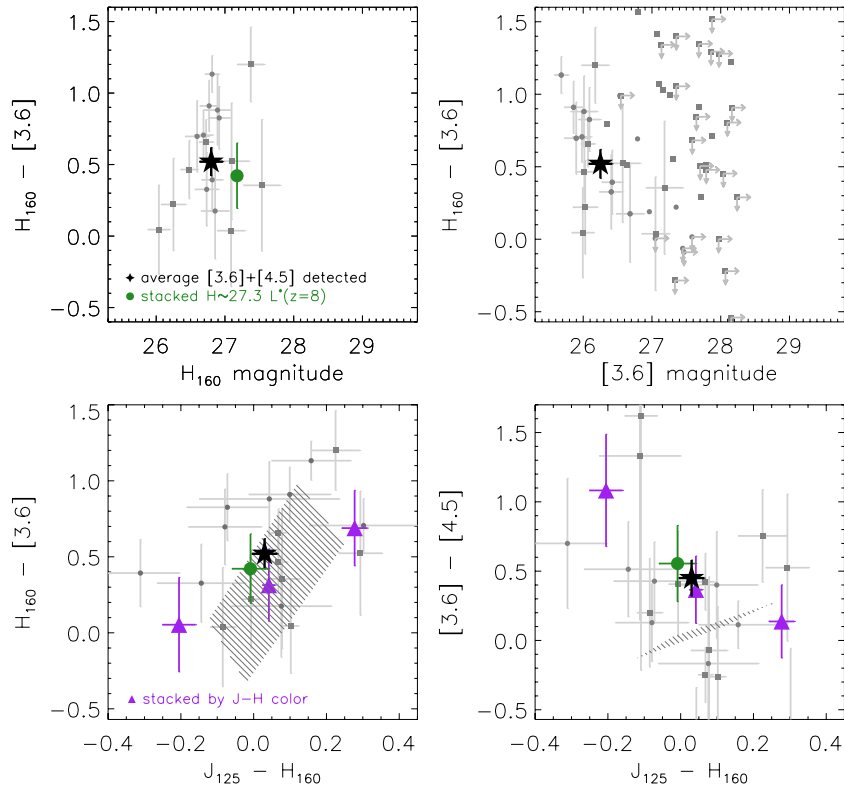 1.5
1.0
0.5
0.0
−0.5
H₁₆₀ − [3.6]
26 27 28 29
H₁₆₀ magnitude
average [3.6]+[4.5] detected
stacked H~27.3 L*(z=8)
1.5
1.0
0.5
0.0
−0.5
H₁₆₀ − [3.6]
26 27 28 29
[3.6] magnitude
1.5
1.0
0.5
0.0
−0.5
H₁₆₀ − [3.6]
stacked by J−H color
−0.4 −0.2 0.0 0.2 0.4
J₁₂₅ − H₁₆₀
1.5
1.0
0.5
0.0
−0.5
[3.6] − [4.5]
−0.2 0.0 0.2 0.4
J₁₂₅ − H₁₆₀